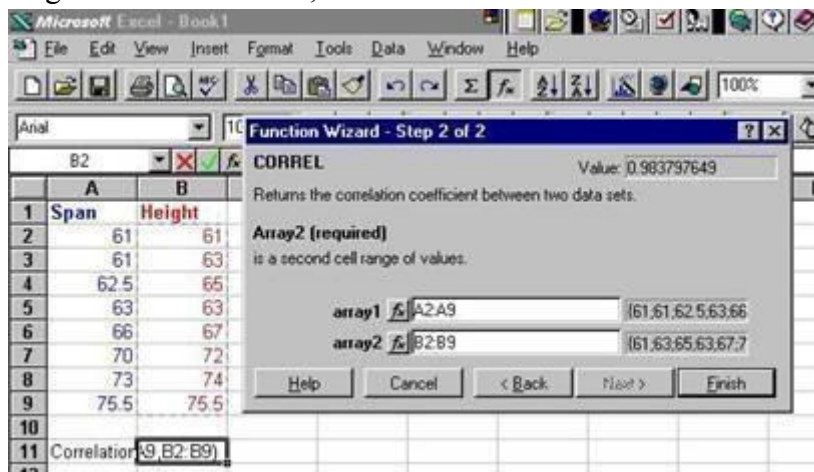 Microsoft Excel - Book1
File Edit View Insert Format Tools Data Window Help
Σ fx 100%
Arial 10
Function Wizard - Step 2 of 2
B2 fx
CORREL Value: 0.983797649
Returns the correlation coefficient between two data sets.
Array2 (required)
is a second cell range of values.
array1 fx A2:A9 {61,61,62.5,63,66
array2 fx B2:B9 {61,63,65,63,67,7
Help Cancel < Back Next > Finish
A B
1 Span Height
2 61 61
3 61 63
4 62.5 65
5 63 63
6 66 67
7 70 72
8 73 74
9 75.5 75.5
10
11 Correlation A9,B2:B9)